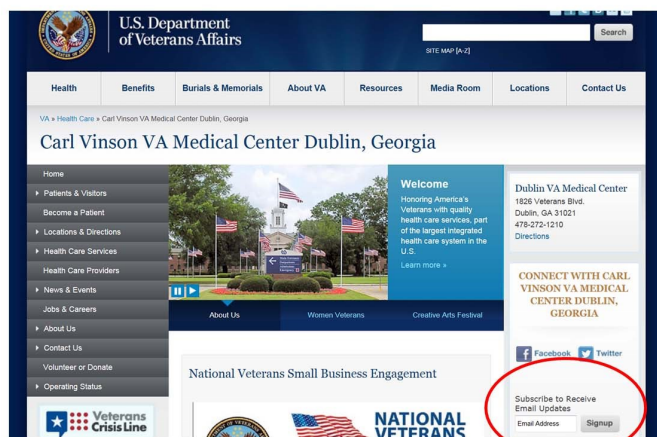 U.S. Department
of Veterans Affairs
Search
SITE MAP [A-Z]
Health
Benefits
Burials & Memorials
About VA
Resources
Media Room
Locations
Contact Us
VA » Health Care » Carl Vinson VA Medical Center Dublin, Georgia
Carl Vinson VA Medical Center Dublin, Georgia
Home
Patients & Visitors
Become a Patient
Locations & Directions
Health Care Services
Health Care Providers
News & Events
Jobs & Careers
About Us
Contact Us
Volunteer or Donate
Operating Status
Veterans
Crisis Line
Welcome
Honoring America's
Veterans with quality
health care services, part
of the largest integrated
health care system in the
U.S.
Learn more »
About Us
Women Veterans
Creative Arts Festival
National Veterans Small Business Engagement
NATIONAL
VETERANS
Dublin VA Medical Center
1826 Veterans Blvd.
Dublin, GA 31021
478-272-1210
Directions
CONNECT WITH CARL
VINSON VA MEDICAL
CENTER DUBLIN,
GEORGIA
Facebook
Twitter
Subscribe to Receive
Email Updates
Email Address
Signup